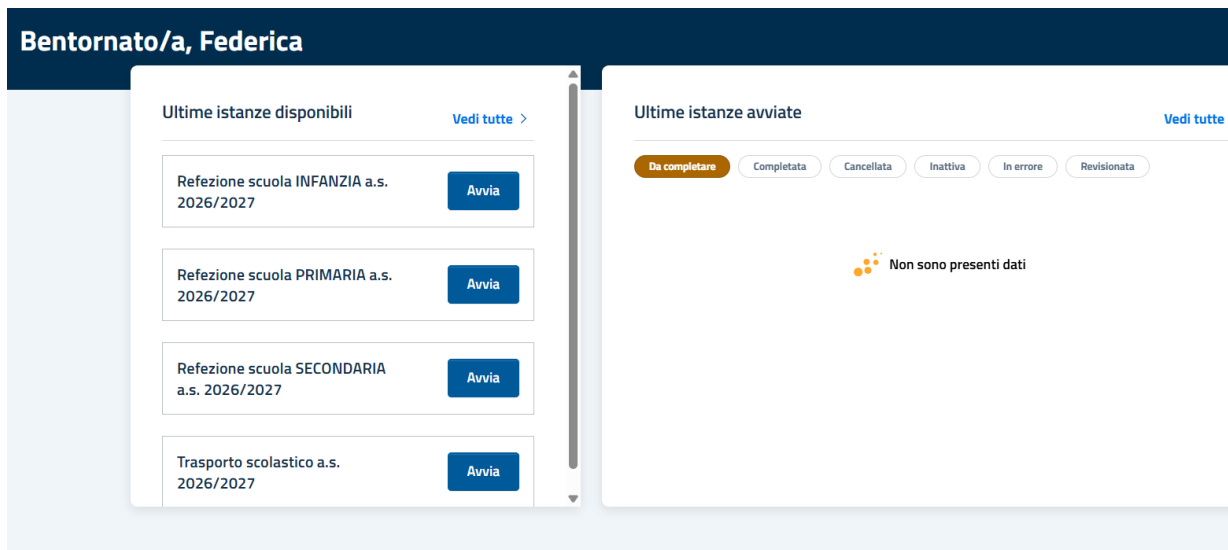 Bentornato/a, Federica
Ultime istanze disponibili
Vedi tutte
Refezione scuola INFANZIA a.s.
2026/2027
Avvia
Refezione scuola PRIMARIA a.s.
2026/2027
Avvia
Refezione scuola SECONDARIA
a.s. 2026/2027
Avvia
Trasporto scolastico a.s.
2026/2027
Avvia
Ultime istanze avviate
Vedi tutte
Da completare
Completata
Cancellata
Inattiva
In errore
Revisionata
Non sono presenti dati